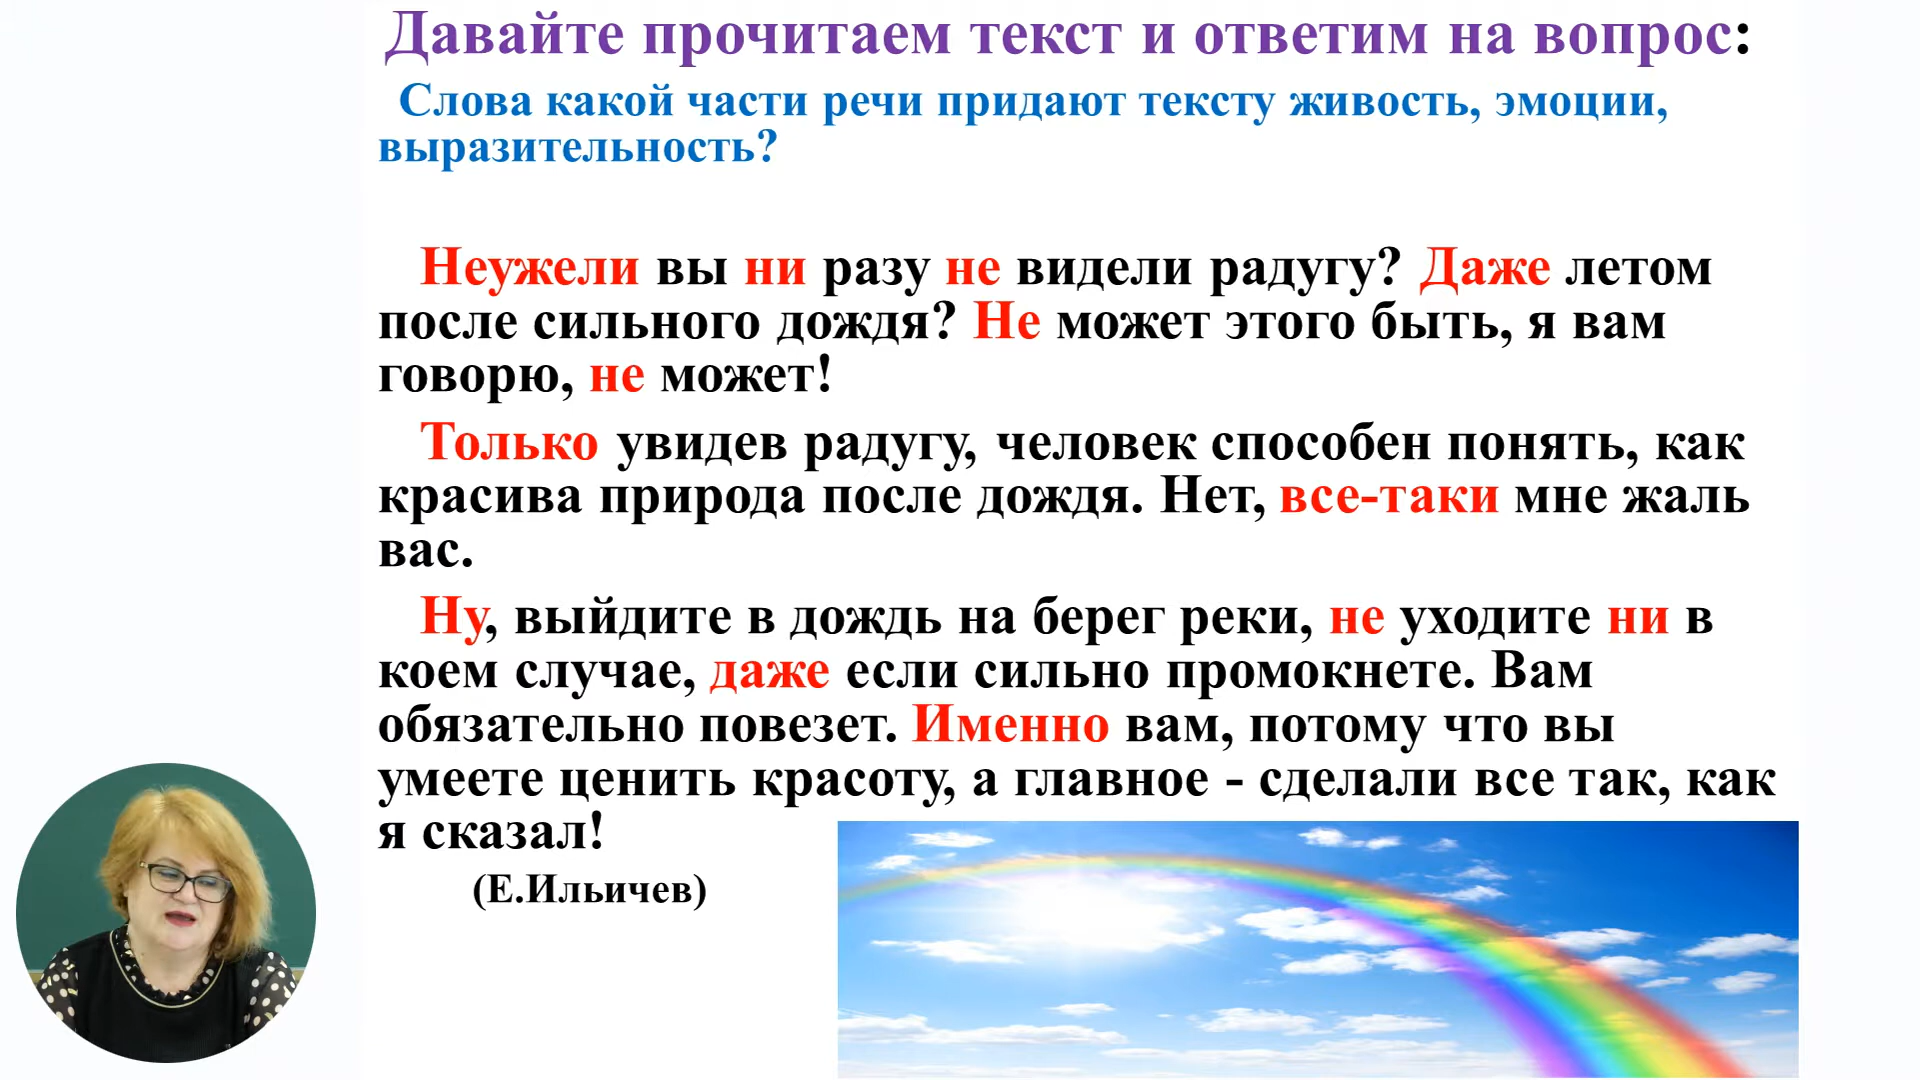 Давайте прочитаем текст и ответим на вопрос:
Слова какой части речи придают тексту живость, эмоции,
выразительность?
Неужели вы ни разу не видели радугу? Даже летом
после сильного дождя? Не может этого быть, я вам
говорю, не может!
Только увидев радугу, человек способен понять, как
красива природа после дождя. Нет, все-таки мне жаль
вас.
Ну, выйдите в дождь на берег реки, не уходите ни в
коем случае, даже если сильно промокнете. Вам
обязательно повезет. Именно вам, потому что вы
умеете ценить красоту, а главное - сделали все так, как
я сказал!
(Е.Ильичев)